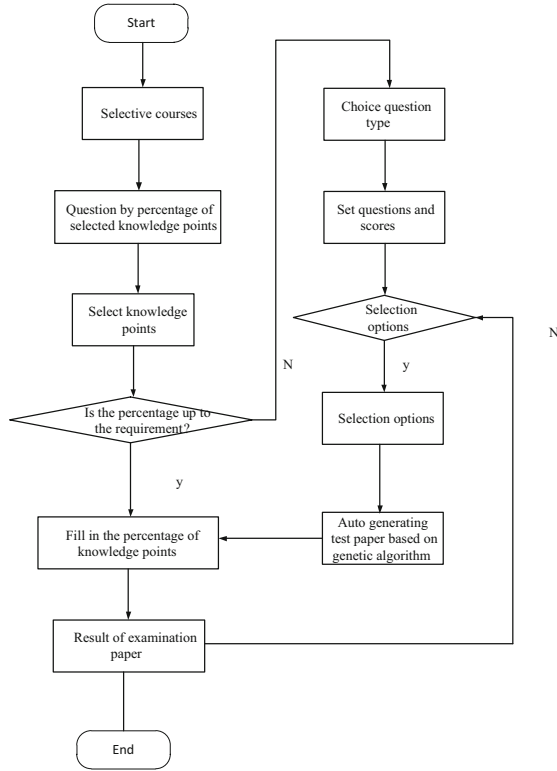 Start
Selective courses
Question by percentage of
selected knowledge points
Select knowledge
points
Is the percentage up to
the requirement?
N
y
Fill in the percentage of
knowledge points
Result of examination
paper
End
Choice question
type
Set questions and
scores
Selection
options
N
y
Selection options
Auto generating
test paper based on
genetic algorithm